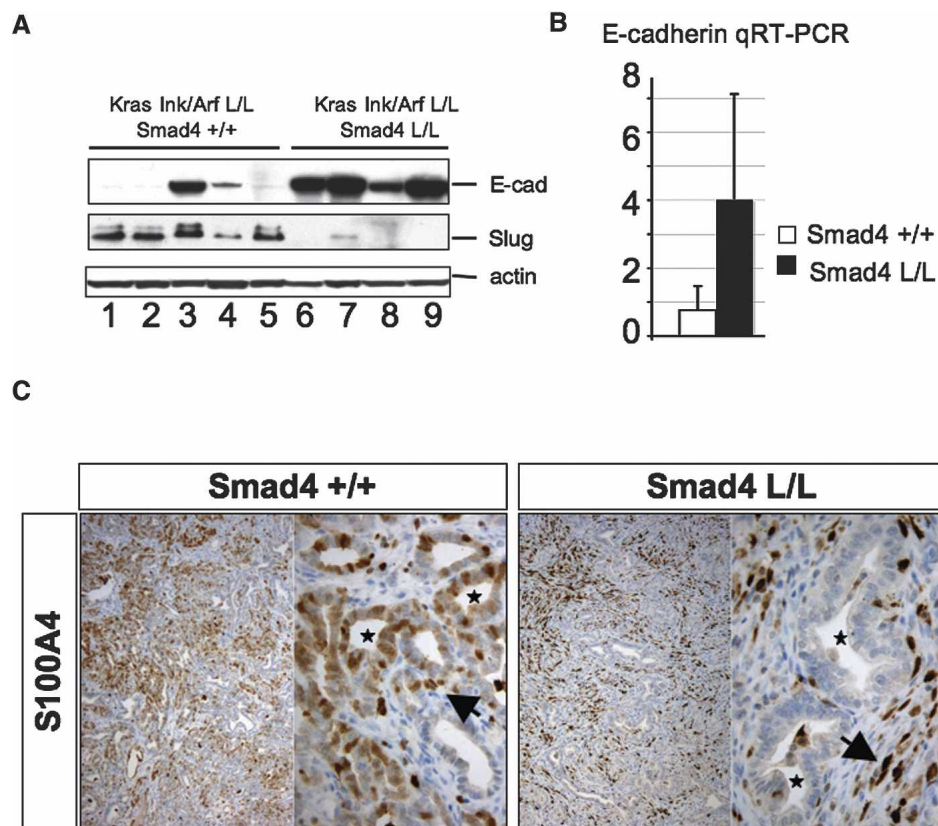 A
Kras Ink/Arf L/L
Smad4 +/+
Kras Ink/Arf L/L
Smad4 L/L
E-cad
Slug
actin
1 2 3 4 5 6 7 8 9
B
E-cadherin qRT-PCR
8
6
4
2
0
Smad4 +/+
Smad4 L/L
C
Smad4 +/+
Smad4 L/L
S100A4